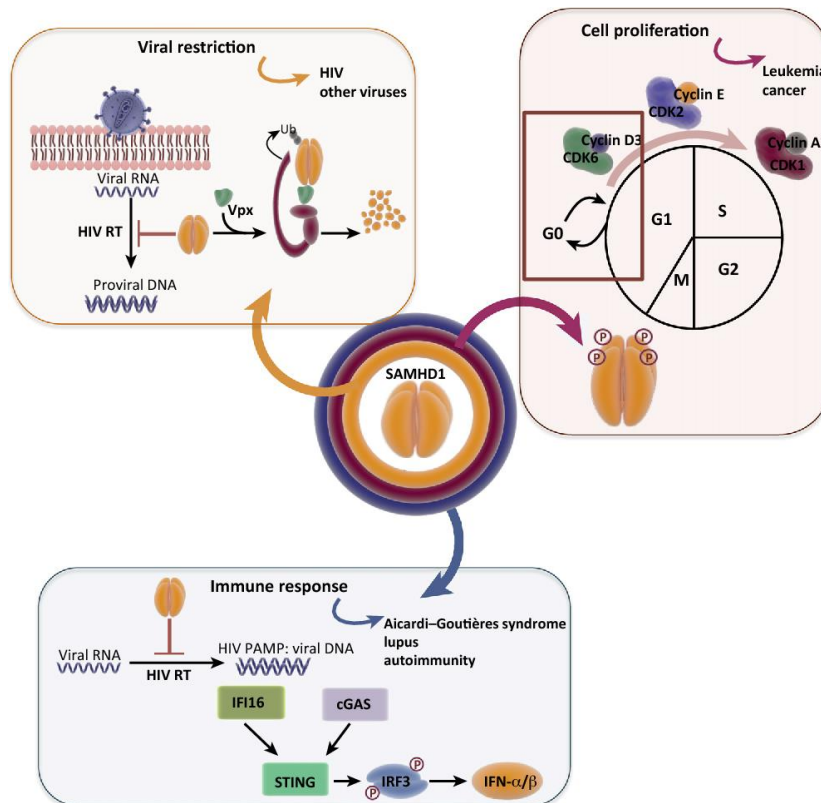 Viral restriction
HIV
other viruses
Ub
Viral RNA
Vpx
HIV RT
Proviral DNA
Cell proliferation
Leukemia
cancer
Cyclin E
CDK2
Cyclin D3
CDK6
Cyclin A
CDK1
G0
G1
S
M
G2
P
P
P
P
SAMHD1
Immune response
Aicardi–Goutières syndrome
lupus
autoimmunity
Viral RNA
HIV RT
HIV PAMP: viral DNA
IFI16
cGAS
STING
IRF3
P
P
IFN-α/β